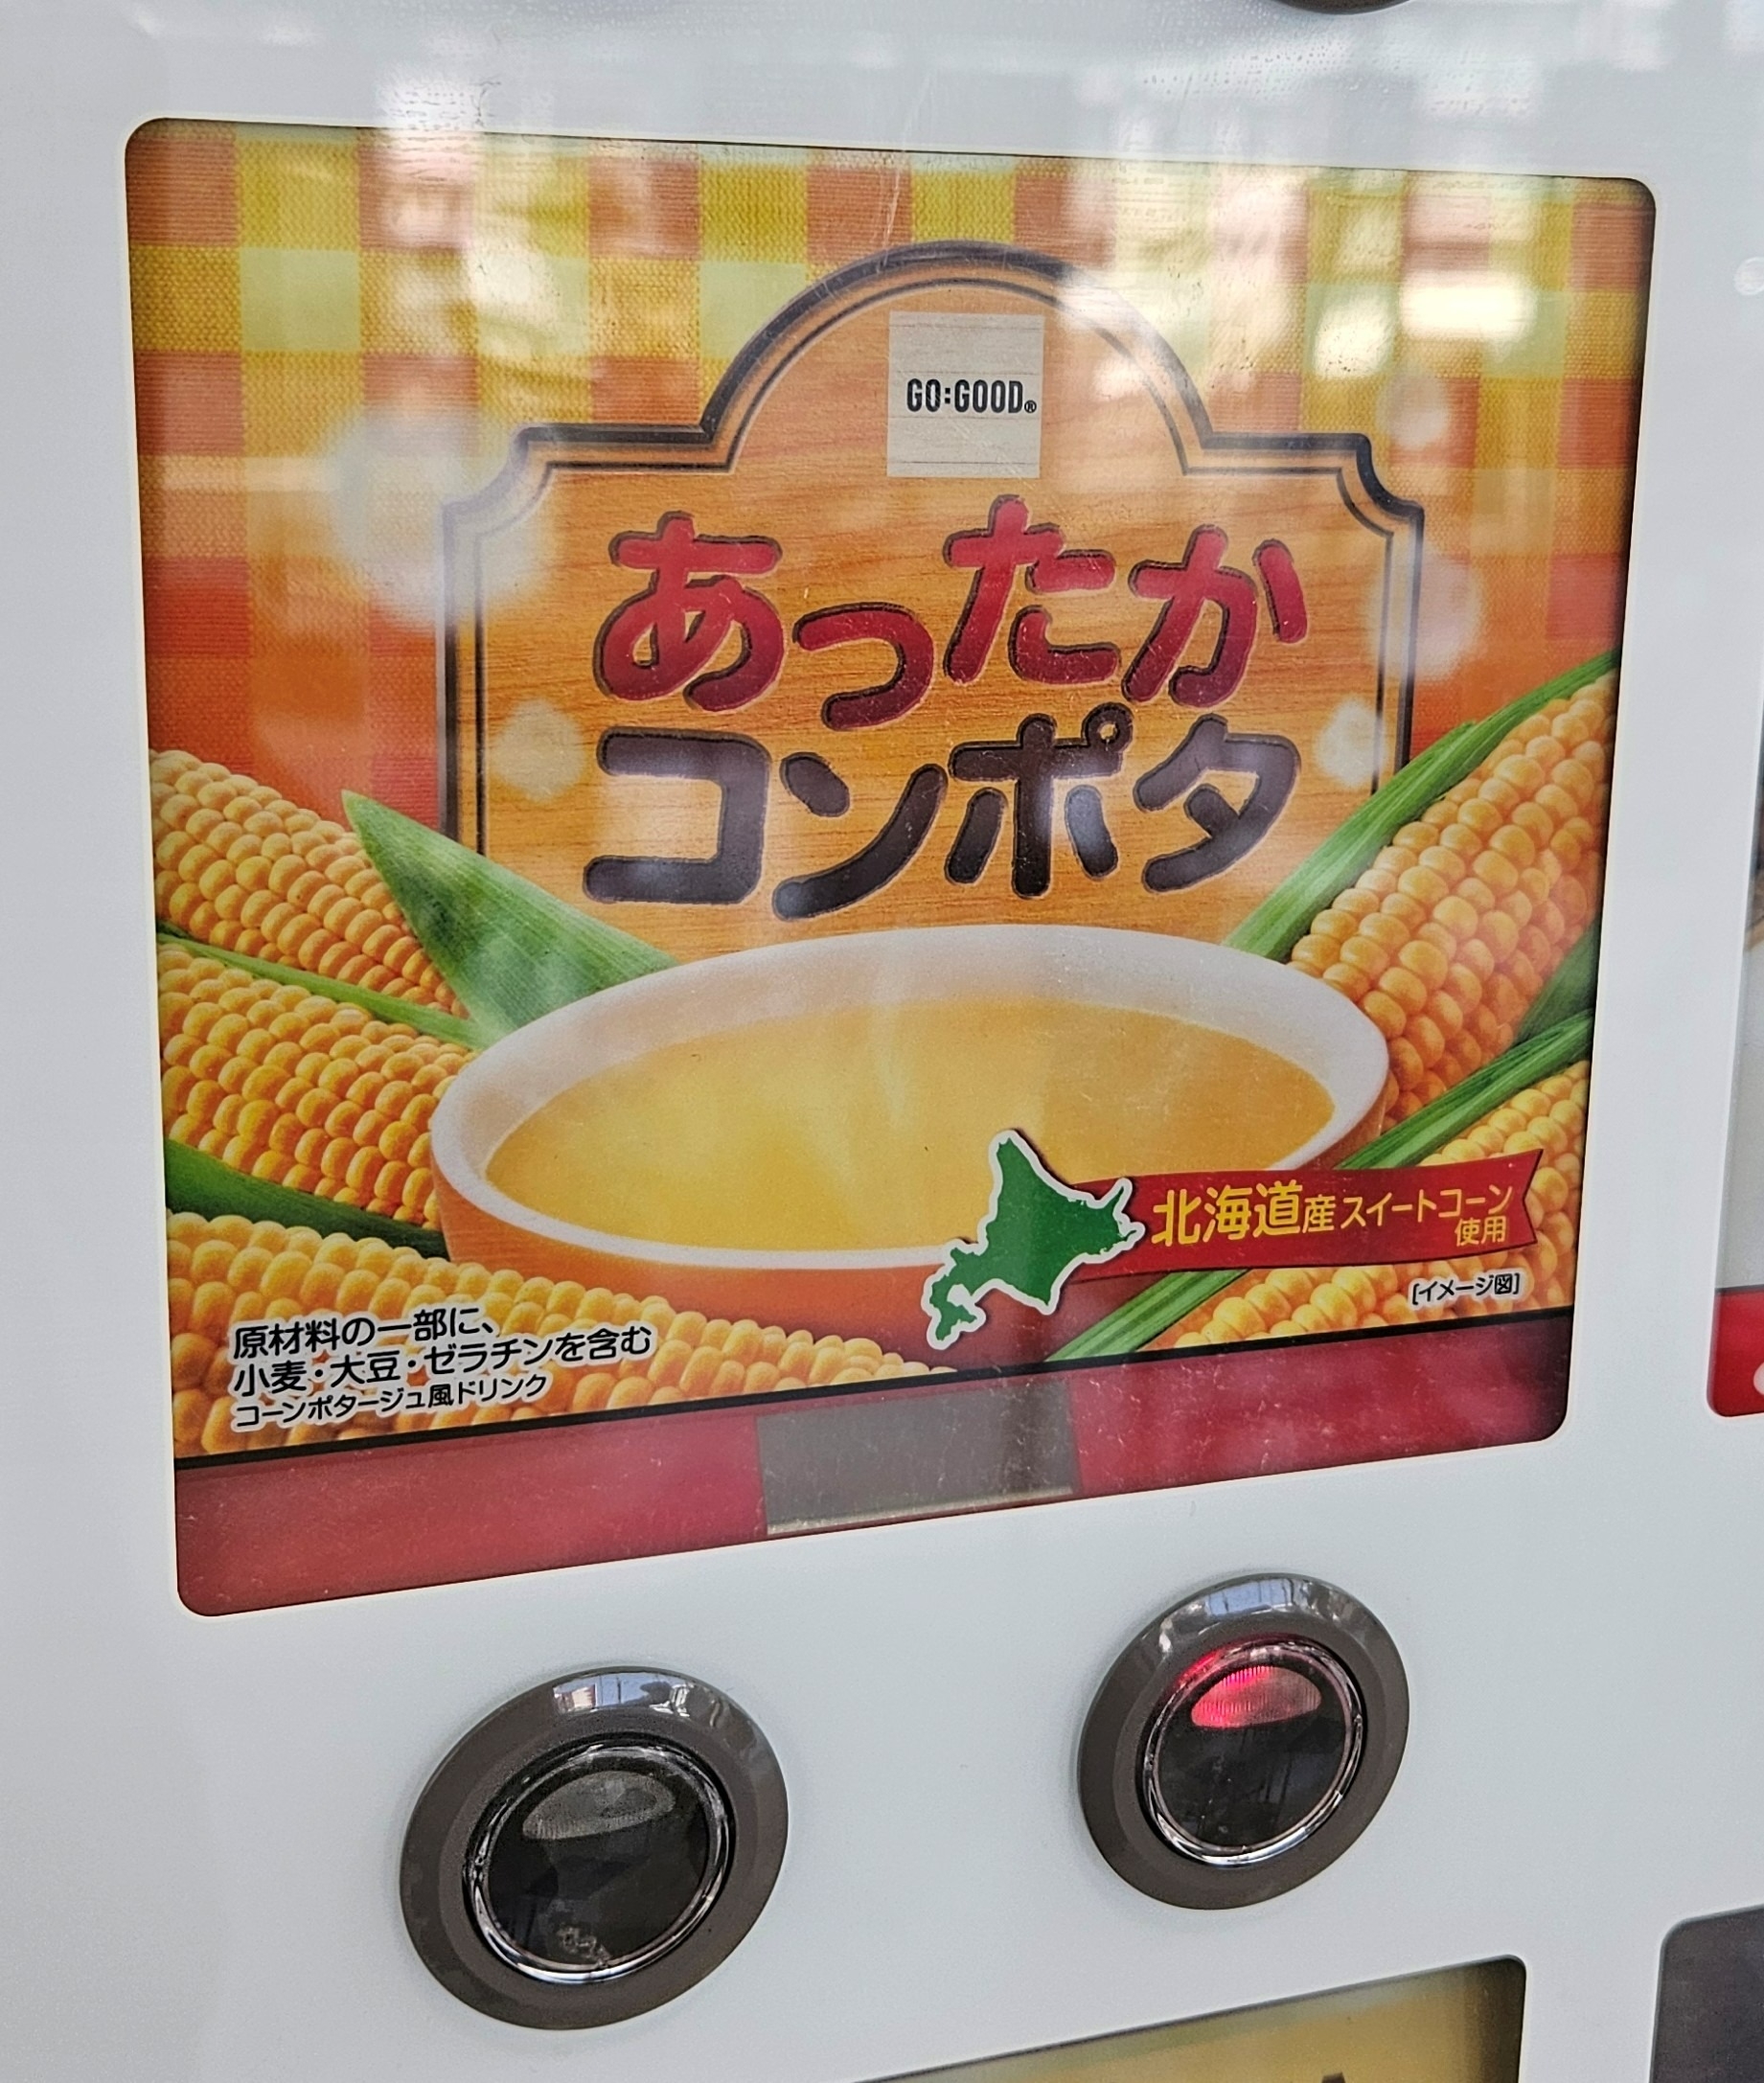 GO:GOOD®
あったか
コンポタ
北海道産スイートコーン
使用
[イメージ図]
原材料の一部に、
小麦・大豆・ゼラチンを含む
コーンポタージュ風ドリンク